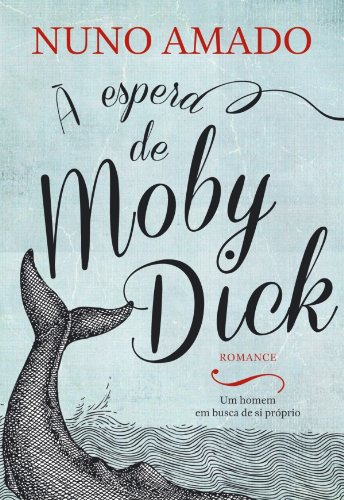 NUNO AMADO
À espera
de
Moby
Dick
ROMANCE
Um homem
em busca de si próprio